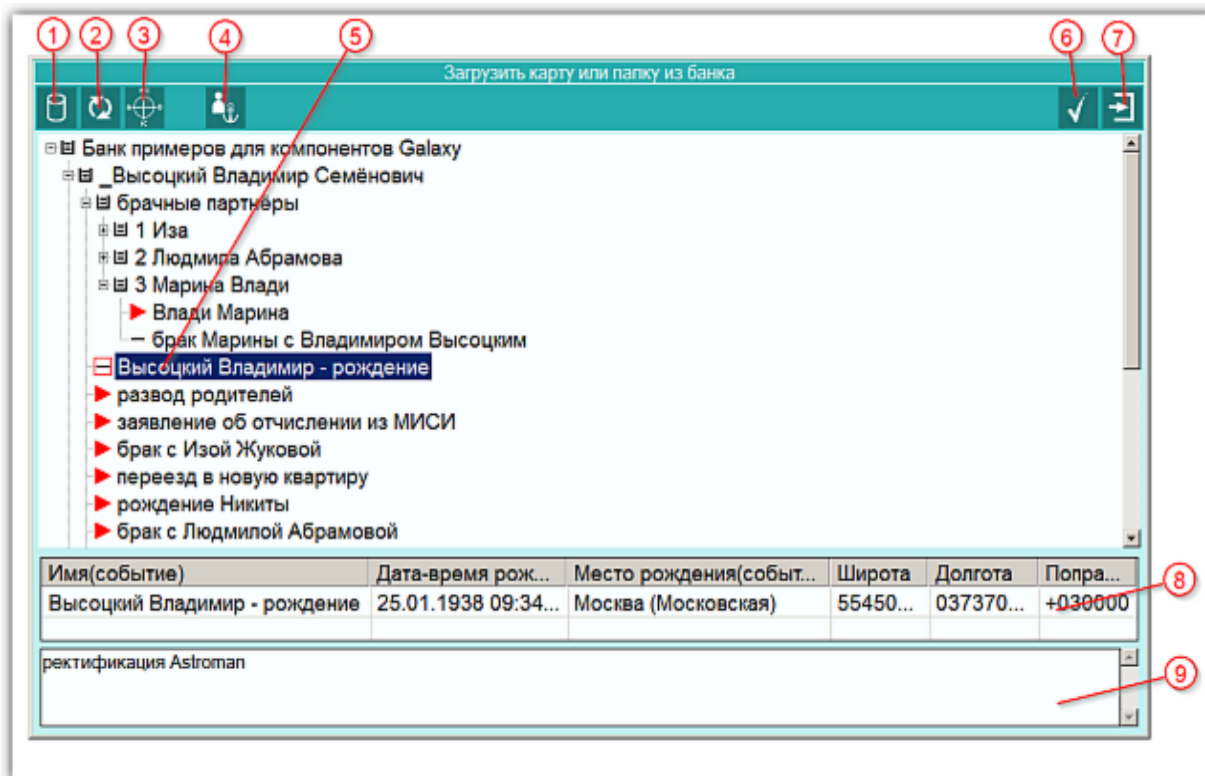 1 2 3 4 5 6 7
Загрузить карту или папку из банка
Банк примеров для компонентов Galaxy
_Высоцкий Владимир Семёнович
брачные партнёры
1 Иза
2 Людмила Абрамова
3 Марина Влади
Влади Марина
брак Марины с Владимиром Высоцким
Высоцкий Владимир - рождение
развод родителей
заявление об отчислении из МИСИ
брак с Изой Жуковой
переезд в новую квартиру
рождение Никиты
брак с Людмилой Абрамовой
Имя(событие) Дата-время рож... Место рождения(событ... Широта Долгота Попра...
8
Высоцкий Владимир - рождение 25.01.1938 09:34... Москва (Московская) 55450... 037370... +030000
ректификация Astroman
9